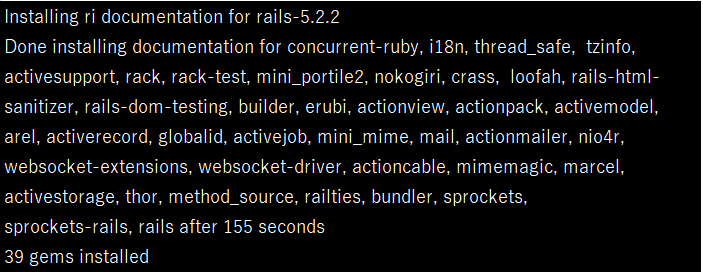 Installing ri documentation for rails-5.2.2
Done installing documentation for concurrent-ruby, i18n, thread_safe, tzinfo,
activesupport, rack, rack-test, mini_portile2, nokogiri, crass, loofah, rails-html-
sanitizer, rails-dom-testing, builder, erubi, actionview, actionpack, activemodel,
arel, activerecord, globalid, activejob, mini_mime, mail, actionmailer, nio4r,
websocket-extensions, websocket-driver, actioncable, mimemagic, marcel,
activestorage, thor, method_source, railties, bundler, sprockets,
sprockets-rails, rails after 155 seconds
39 gems installed